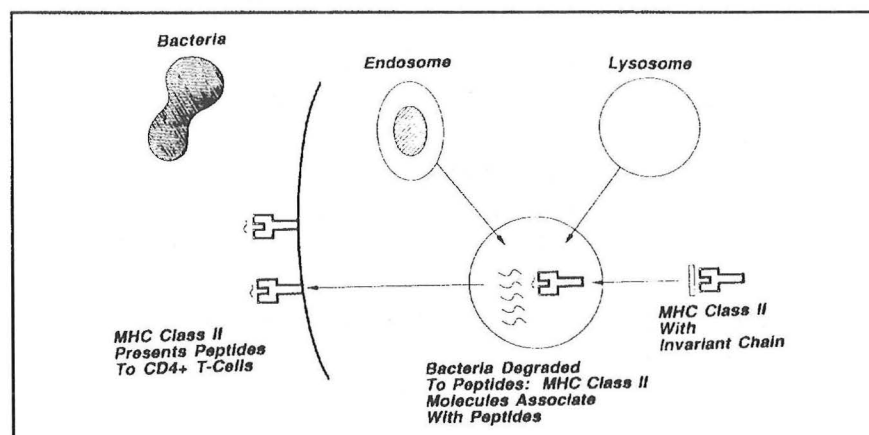 Bacteria
Endosome
Lysosome
MHC Class II
Presents Peptides
To CD4+ T-Cells
Bacteria Degraded
To Peptides: MHC Class II
Molecules Associate
With Peptides
MHC Class II
With
Invariant Chain